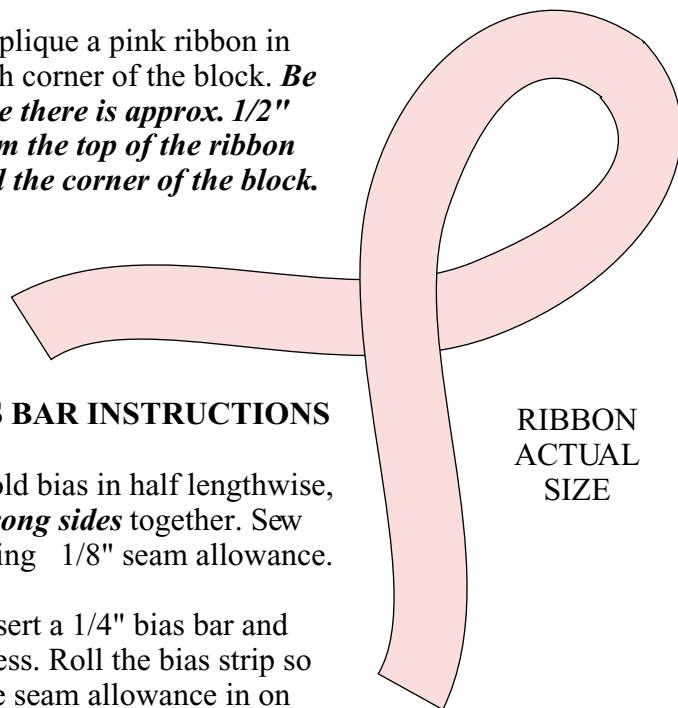 plique a pink ribbon in
h corner of the block. Be
e there is approx. 1/2"
m the top of the ribbon
d the corner of the block.
S BAR INSTRUCTIONS
old bias in half lengthwise,
rong sides together. Sew
ing 1/8" seam allowance.
sert a 1/4" bias bar and
ess. Roll the bias strip so
e seam allowance in on
RIBBON
ACTUAL
SIZE